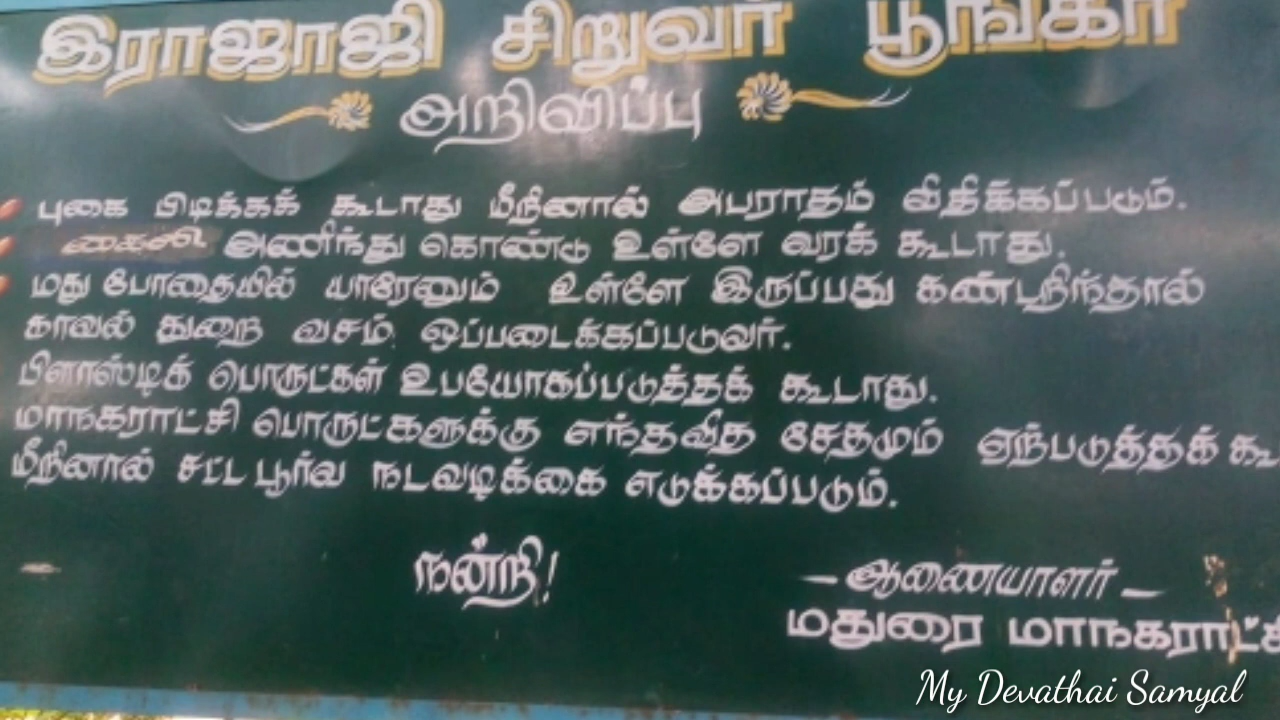 இராஜாஜி சிறுவர் பூங்கா
அறிவிப்பு
புகை பிடிக்கக் கூடாது மீறினால் அபராதம் விதிக்கப்படும்.
கைலி அணிந்து கொண்டு உள்ளே வரக் கூடாது.
மது போதையில் யாரேனும் உள்ளே இருப்பது கண்டறிந்தால்
காவல் துறை வசம் ஒப்படைக்கப்படுவர்.
பிளாஸ்டிக் பொருட்கள் உபயோகப்படுத்தக் கூடாது.
மாநகராட்சி பொருட்களுக்கு எந்தவித சேதமும் ஏற்படுத்தக் கூ
மீறினால் சட்ட பூர்வ நடவடிக்கை எடுக்கப்படும்.
நன்றி!
– ஆணையாளர் –
மதுரை மாநகராட்சி
My Devathai Samyal